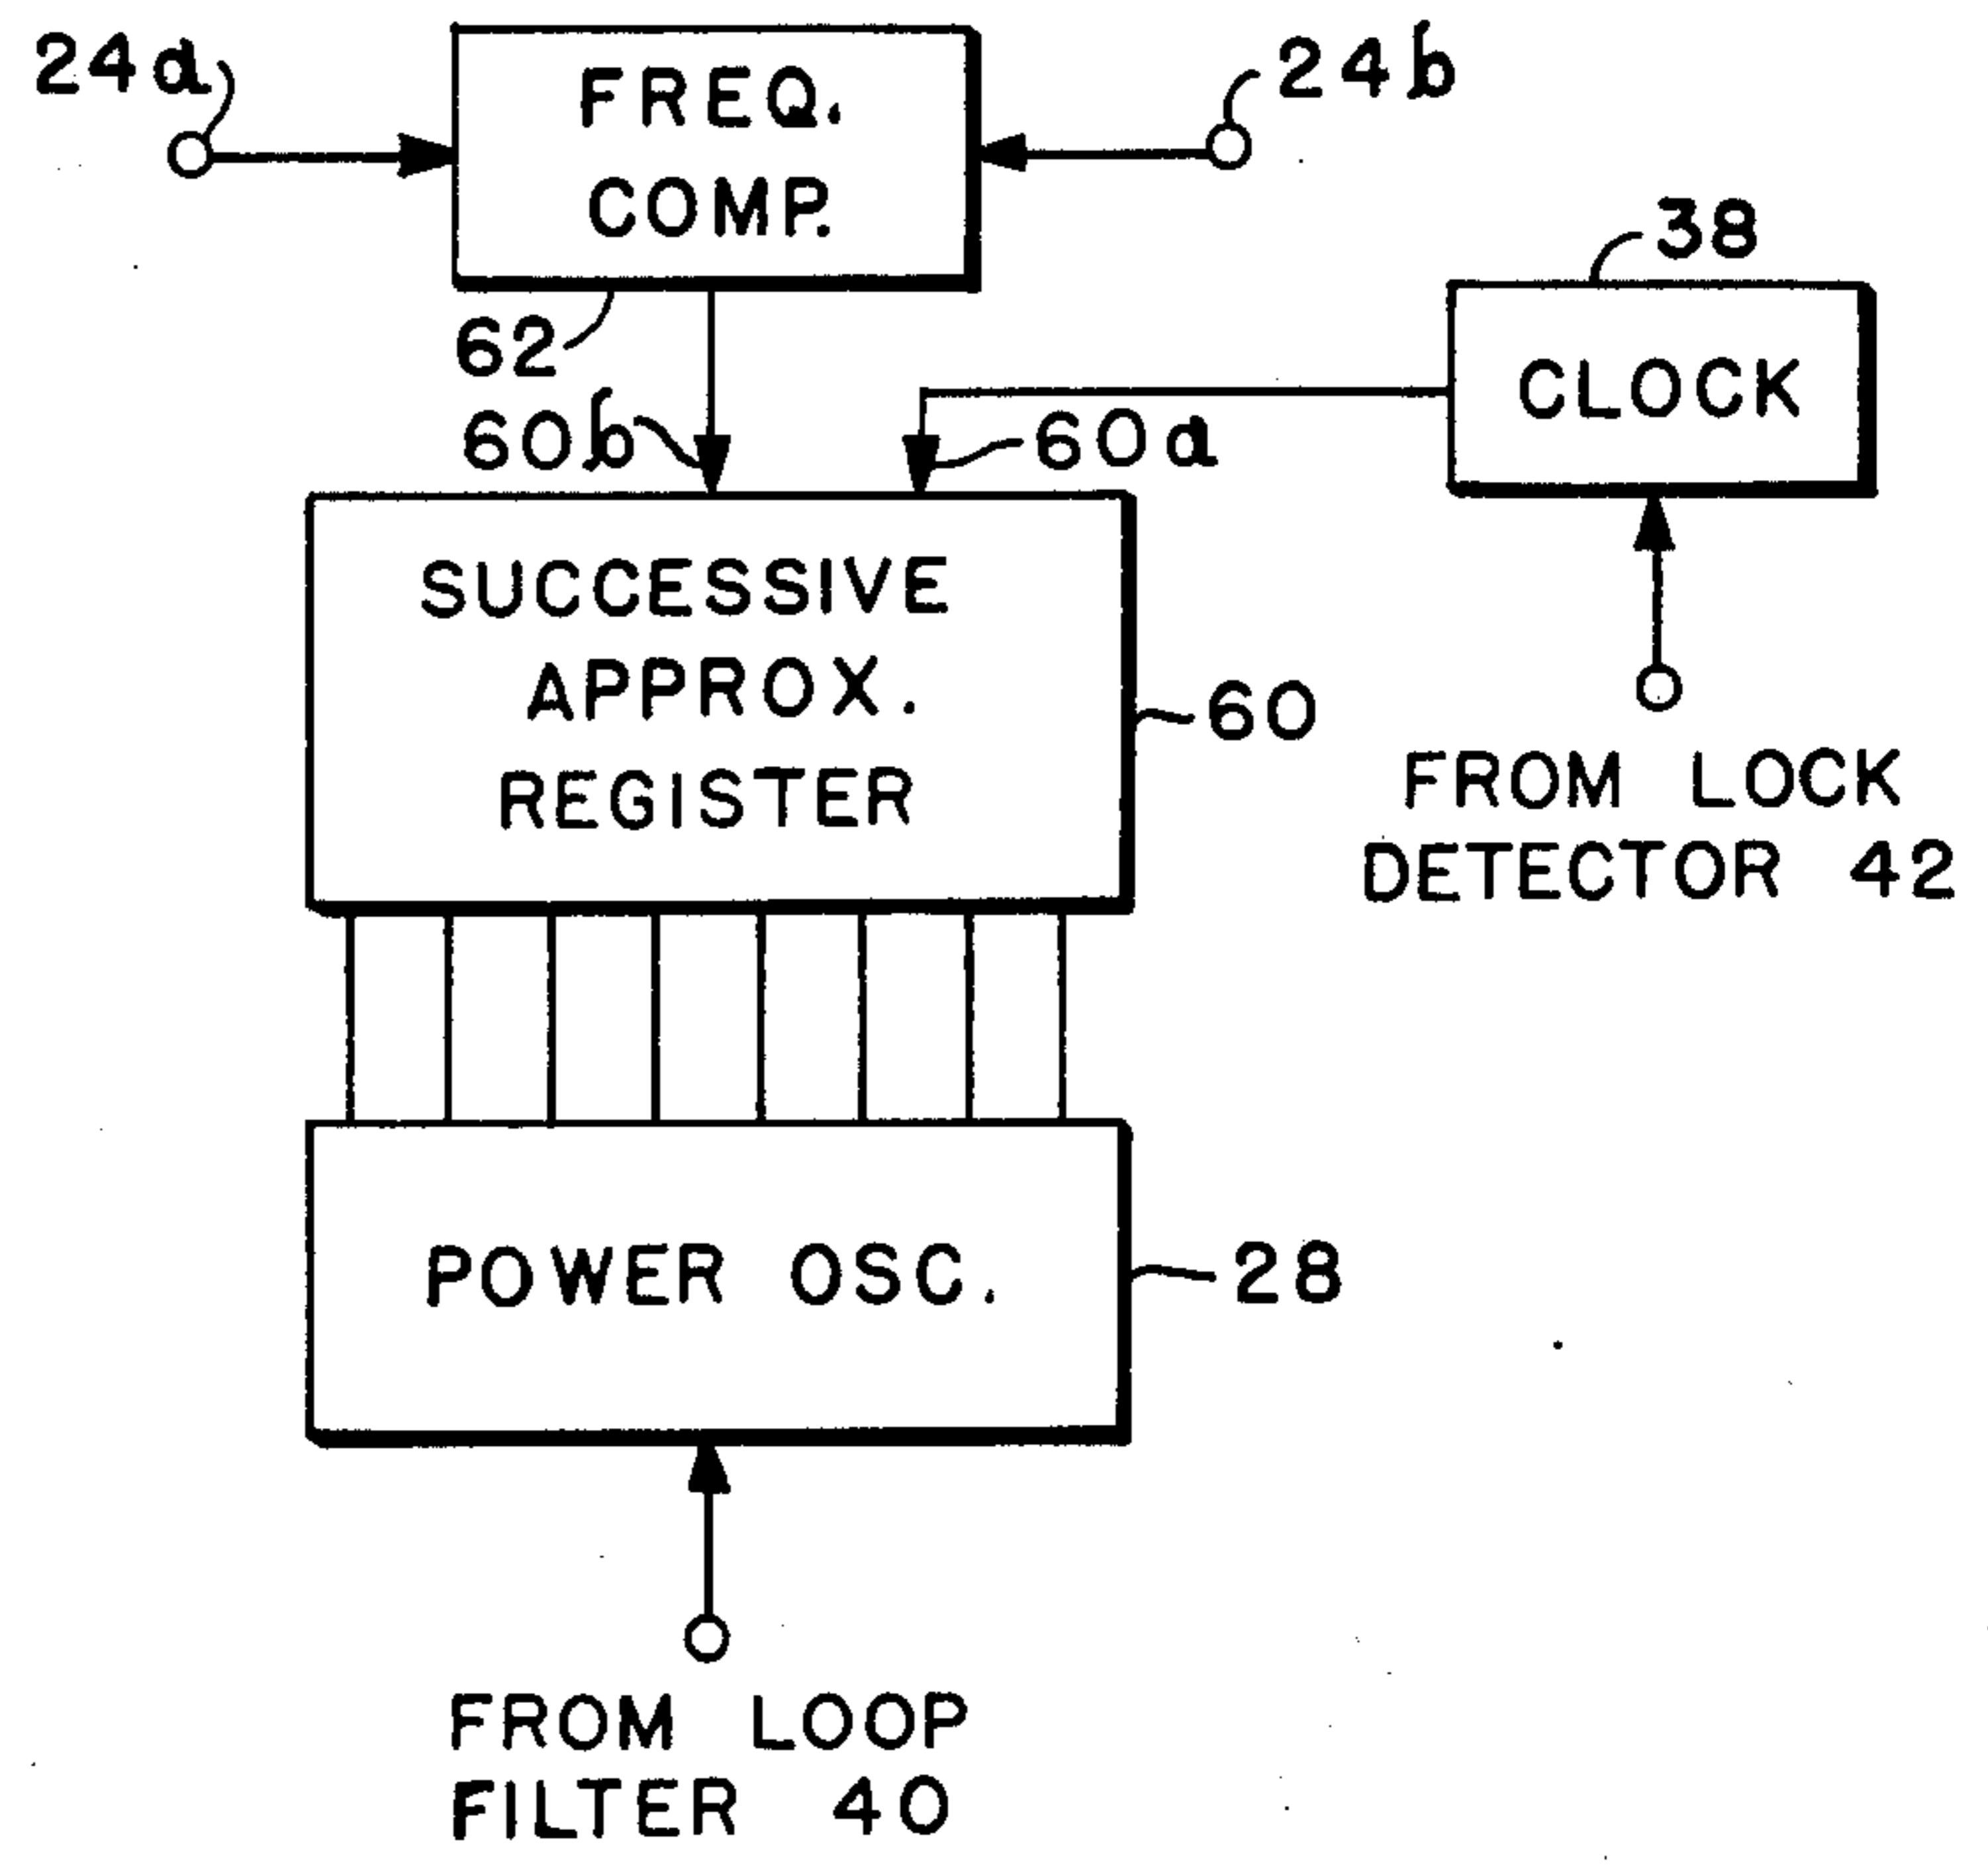 24a
FREQ.
COMP.
24b
38
CLOCK
62
60b
60a
SUCCESSIVE
APPROX.
REGISTER
60
FROM LOCK
DETECTOR 42
POWER OSC.
28
FROM LOOP
FILTER 40